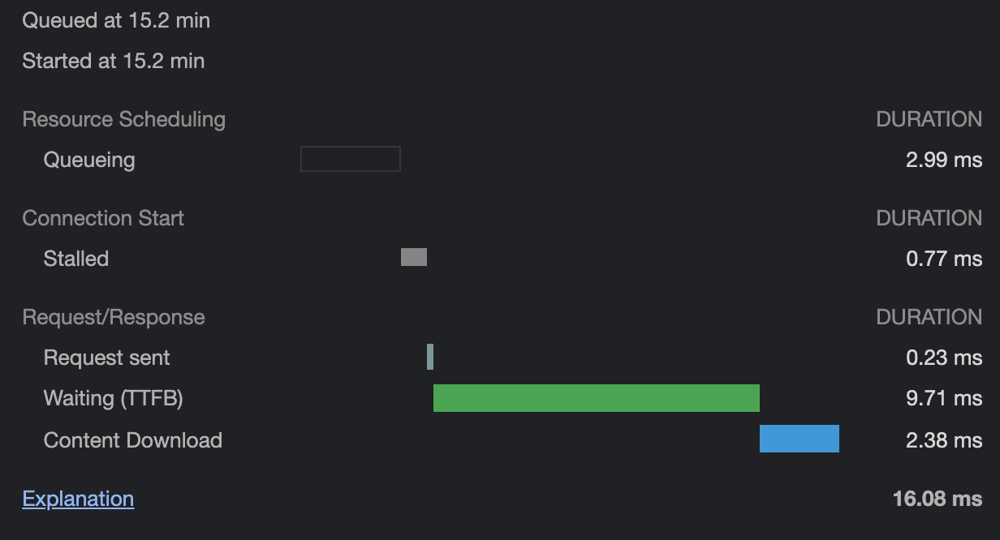 Queued at 15.2 min
Started at 15.2 min
Resource Scheduling DURATION
Queueing 2.99 ms
Connection Start DURATION
Stalled 0.77 ms
Request/Response DURATION
Request sent 0.23 ms
Waiting (TTFB) 9.71 ms
Content Download 2.38 ms
Explanation 16.08 ms